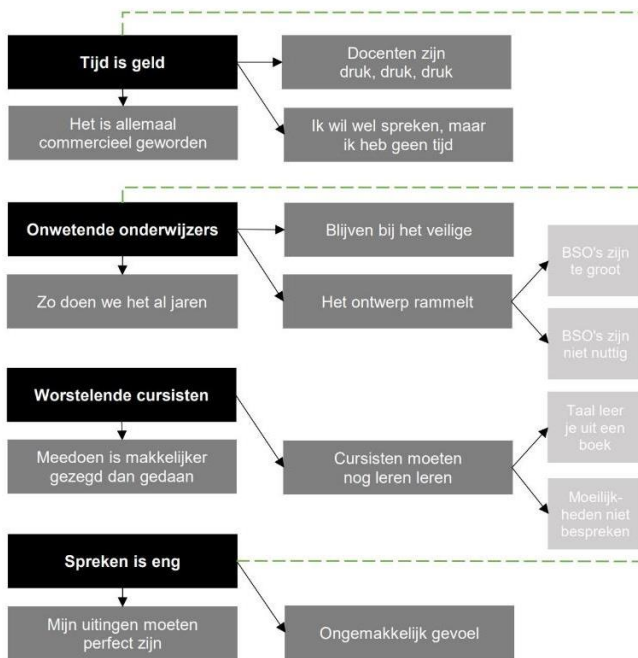 Tijd is geld
Docenten zijn
druk, druk, druk
Het is allemaal
commercieel geworden
Ik wil wel spreken, maar
ik heb geen tijd
Onwetende onderwijzers
Blijven bij het veilige
Zo doen we het al jaren
Het ontwerp rammelt
BSO's zijn
te groot
BSO's zijn
niet nuttig
Worstelende cursisten
Meedoen is makkelijker
gezegd dan gedaan
Cursisten moeten
nog leren leren
Taal leer
je uit een
boek
Moeilijk-
heden niet
bespreken
Spreken is eng
Mijn uitingen moeten
perfect zijn
Ongemakkelijk gevoel